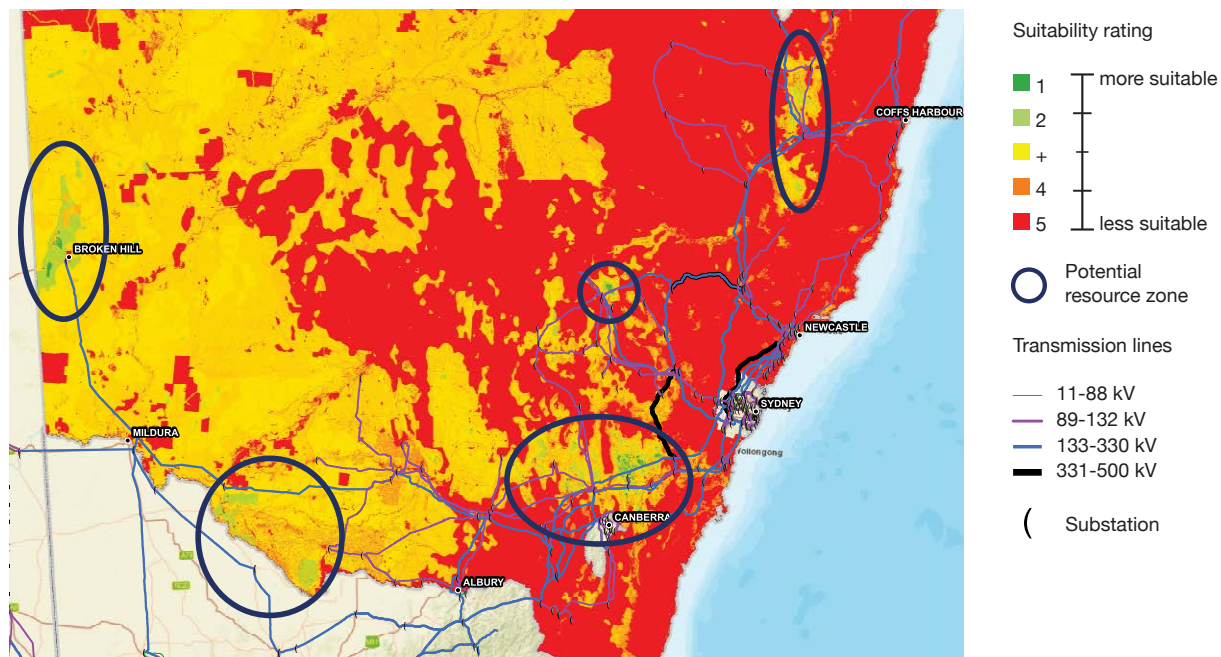 COFFS HARBOUR
BROKEN HILL
NEWCASTLE
SYDNEY
MILDURA
CANBERRA
ALBURY
Suitability rating
1
more suitable
2
+
4
5
less suitable
Potential
resource zone
Transmission lines
11-88 kV
89-132 kV
133-330 kV
331-500 kV
Substation